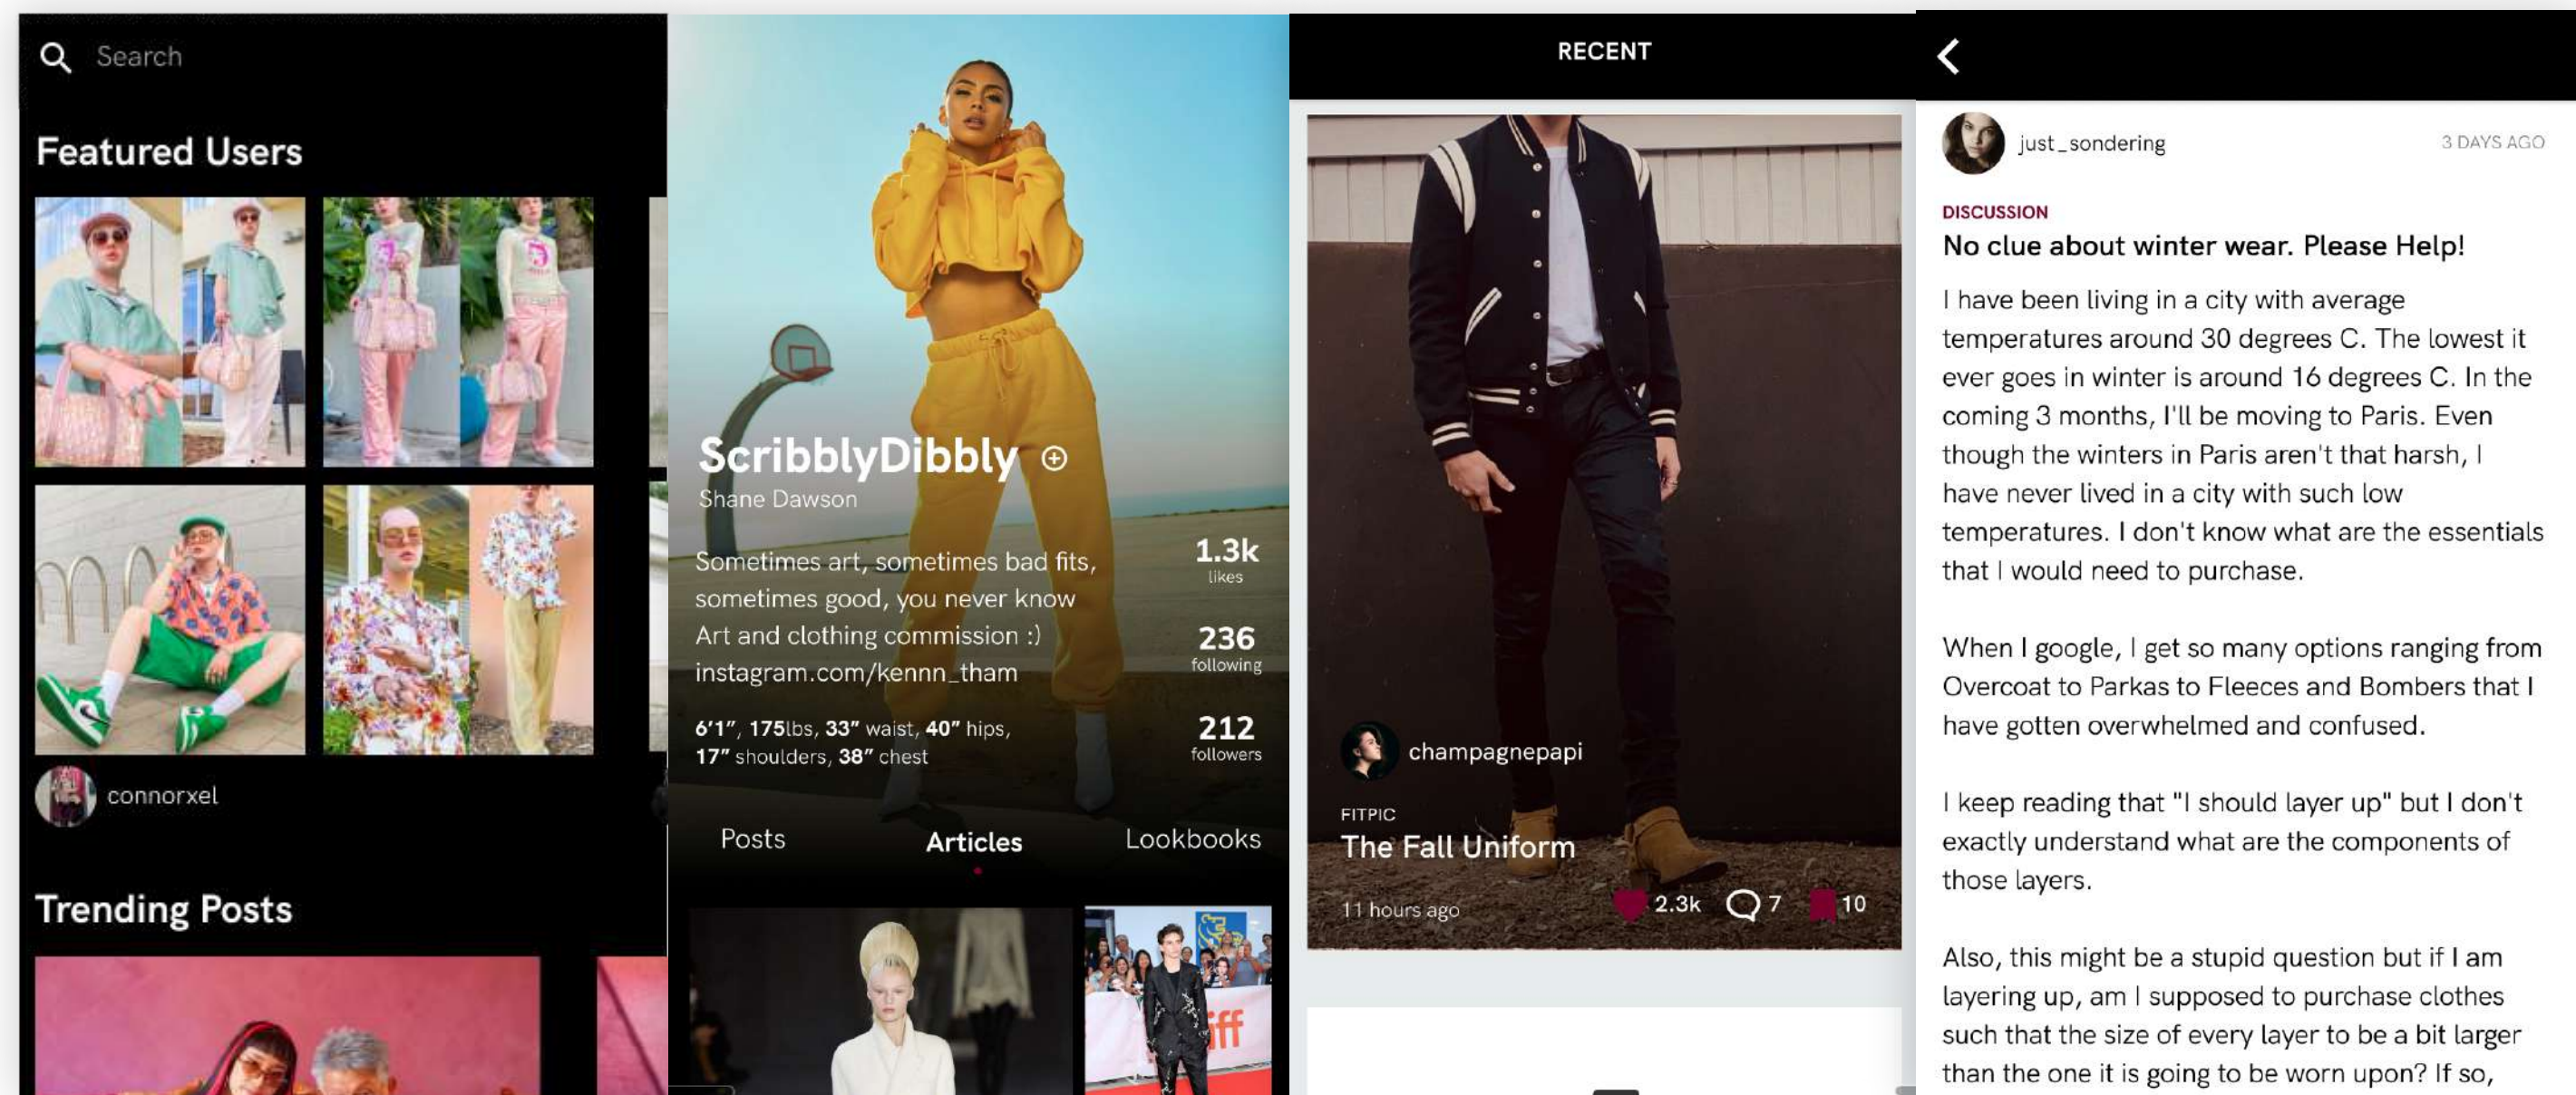 Search
Featured Users
connorxel
Trending Posts
ScribblyDibbly
Shane Dawson
Sometimes art, sometimes bad fits,
sometimes good, you never know
Art and clothing commission :)
instagram.com/kennn_tham
6'1", 175lbs, 33" waist, 40" hips,
17" shoulders, 38" chest
1.3k
likes
236
following
212
followers
Posts
Articles
Lookbooks
iff
RECENT
champagnepapi
FITPIC
The Fall Uniform
11 hours ago
2.3k
7
10
just_sondering
3 DAYS AGO
DISCUSSION
No clue about winter wear. Please Help!
I have been living in a city with average
temperatures around 30 degrees C. The lowest it
ever goes in winter is around 16 degrees C. In the
coming 3 months, I'll be moving to Paris. Even
though the winters in Paris aren't that harsh, I
have never lived in a city with such low
temperatures. I don't know what are the essentials
that I would need to purchase.
When I google, I get so many options ranging from
Overcoat to Parkas to Fleeces and Bombers that I
have gotten overwhelmed and confused.
I keep reading that "I should layer up" but I don't
exactly understand what are the components of
those layers.
Also, this might be a stupid question but if I am
layering up, am I supposed to purchase clothes
such that the size of every layer to be a bit larger
than the one it is going to be worn upon? If so,